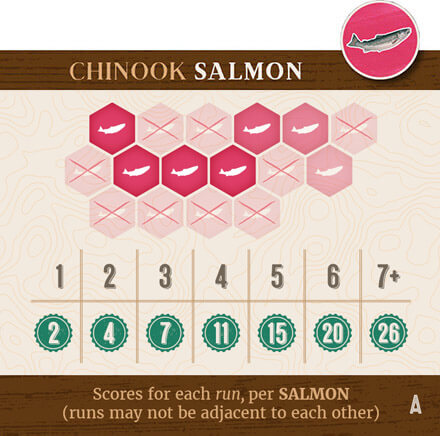 CHINOOK SALMON
1 2 3 4 5 6 7+
2 4 7 11 15 20 26
Scores for each run, per SALMON
(runs may not be adjacent to each other)
A